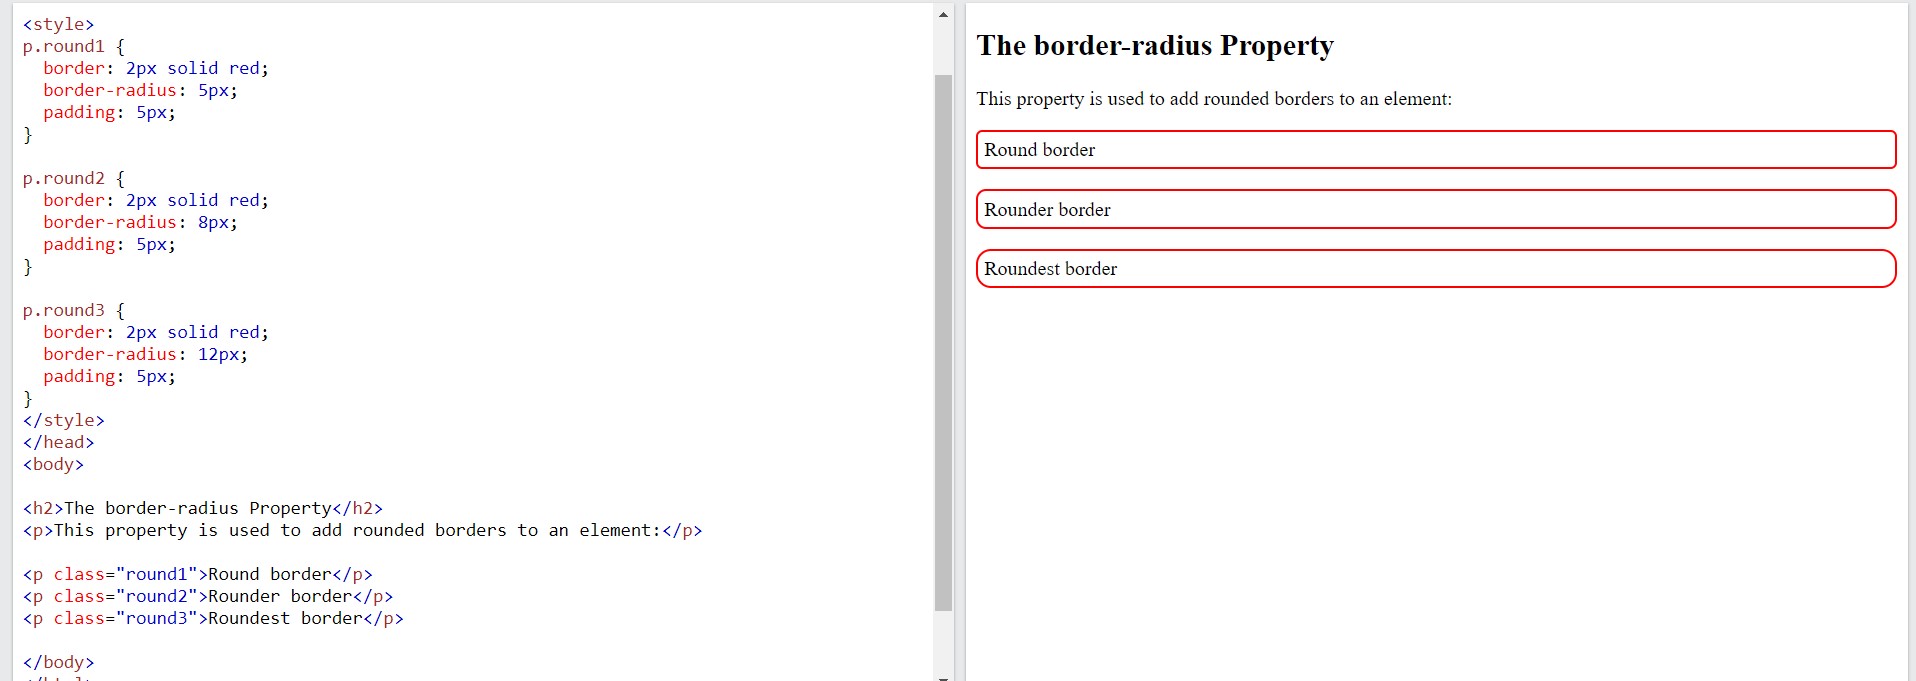 <style>
p.round1 {
  border: 2px solid red;
  border-radius: 5px;
  padding: 5px;
}

p.round2 {
  border: 2px solid red;
  border-radius: 8px;
  padding: 5px;
}

p.round3 {
  border: 2px solid red;
  border-radius: 12px;
  padding: 5px;
}
</style>
</head>
<body>

<h2>The border-radius Property</h2>
<p>This property is used to add rounded borders to an element:</p>

<p class="round1">Round border</p>
<p class="round2">Rounder border</p>
<p class="round3">Roundest border</p>

</body>
The border-radius Property
This property is used to add rounded borders to an element:
Round border
Rounder border
Roundest border